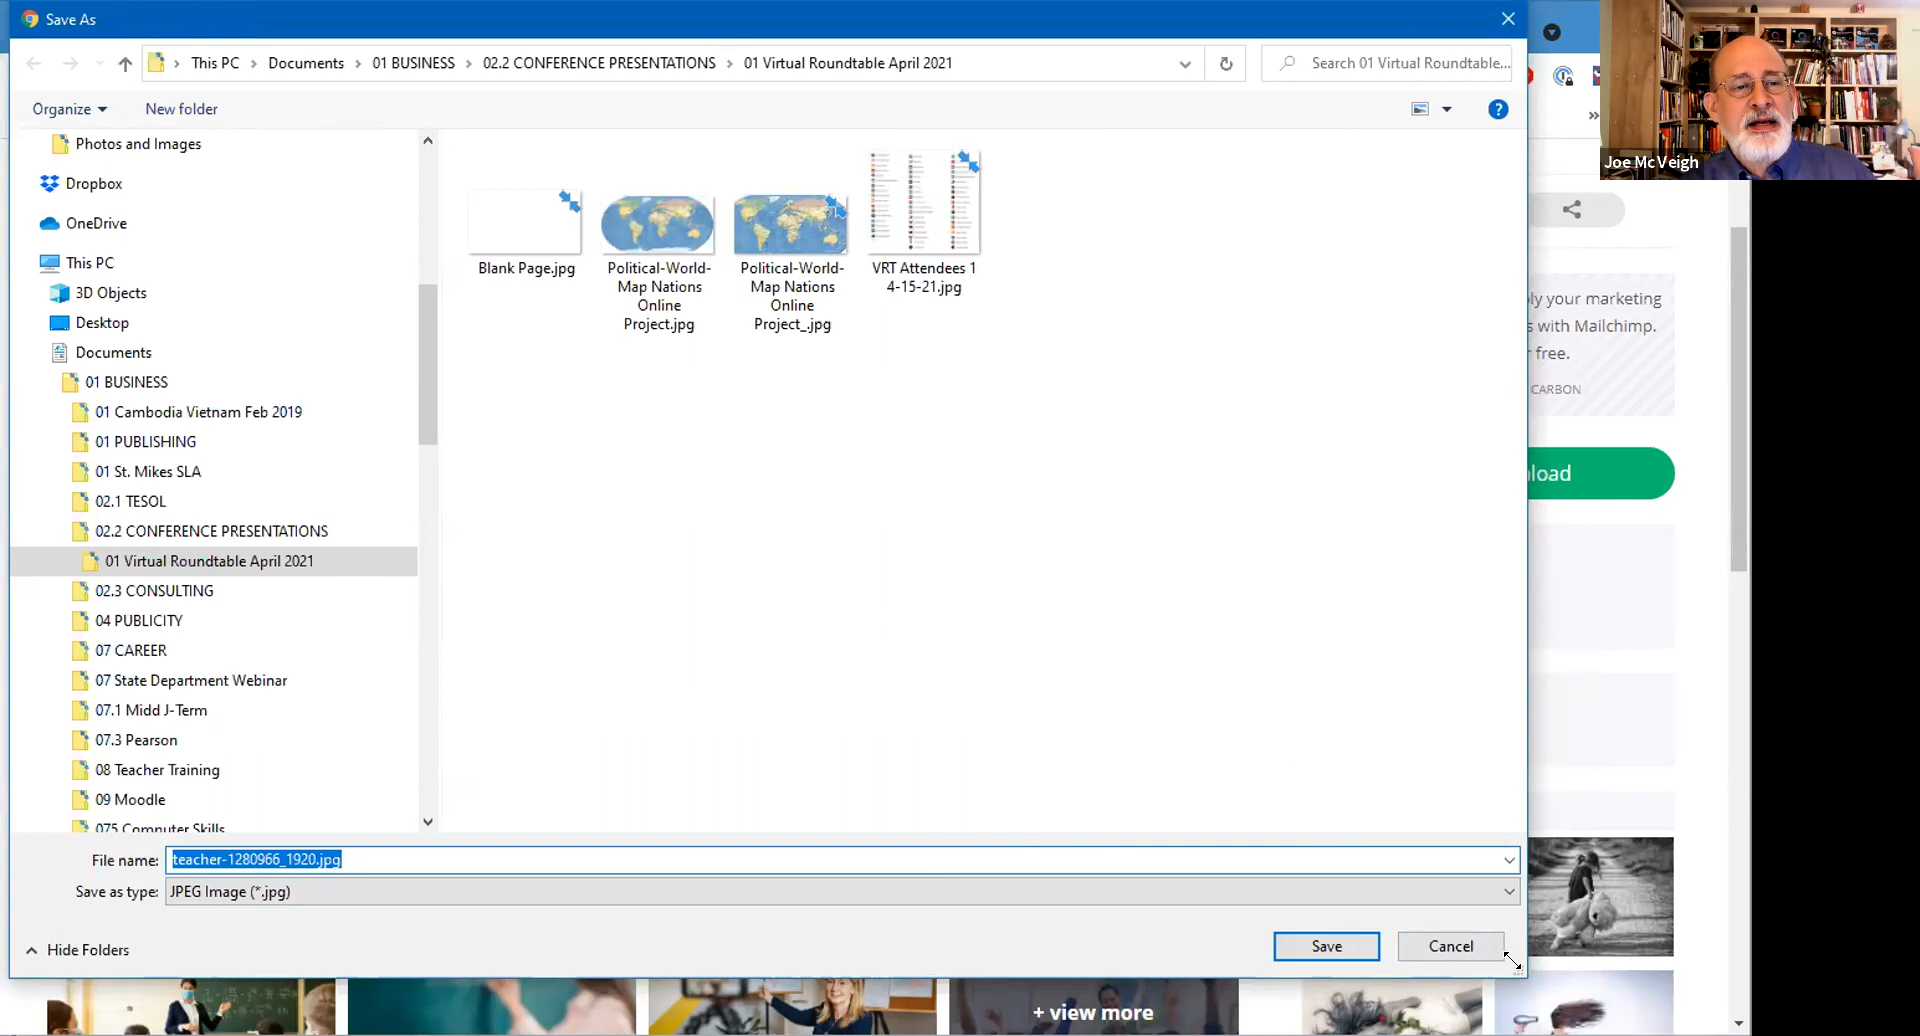 Save As
This PC > Documents > 01 BUSINESS > 02.2 CONFERENCE PRESENTATIONS > 01 Virtual Roundtable April 2021
Search 01 Virtual Roundtable...
Organize
New folder
Photos and Images
Dropbox
OneDrive
This PC
3D Objects
Desktop
Documents
01 BUSINESS
01 Cambodia Vietnam Feb 2019
01 PUBLISHING
01 St. Mikes SLA
02.1 TESOL
02.2 CONFERENCE PRESENTATIONS
01 Virtual Roundtable April 2021
02.3 CONSULTING
04 PUBLICITY
07 CAREER
07 State Department Webinar
07.1 Midd J-Term
07.3 Pearson
08 Teacher Training
09 Moodle
075 Computer Skills
Blank Page.jpg
Political-World-
Map Nations
Online
Project.jpg
Political-World-
Map Nations
Online
Project_.jpg
VRT Attendees 1
4-15-21.jpg
File name: teacher-1280966_1920.jpg
Save as type: JPEG Image (*.jpg)
Hide Folders
Save
Cancel
Joe McVeigh
ly your marketing
s with Mailchimp.
free.
CARBON
load
+ view more